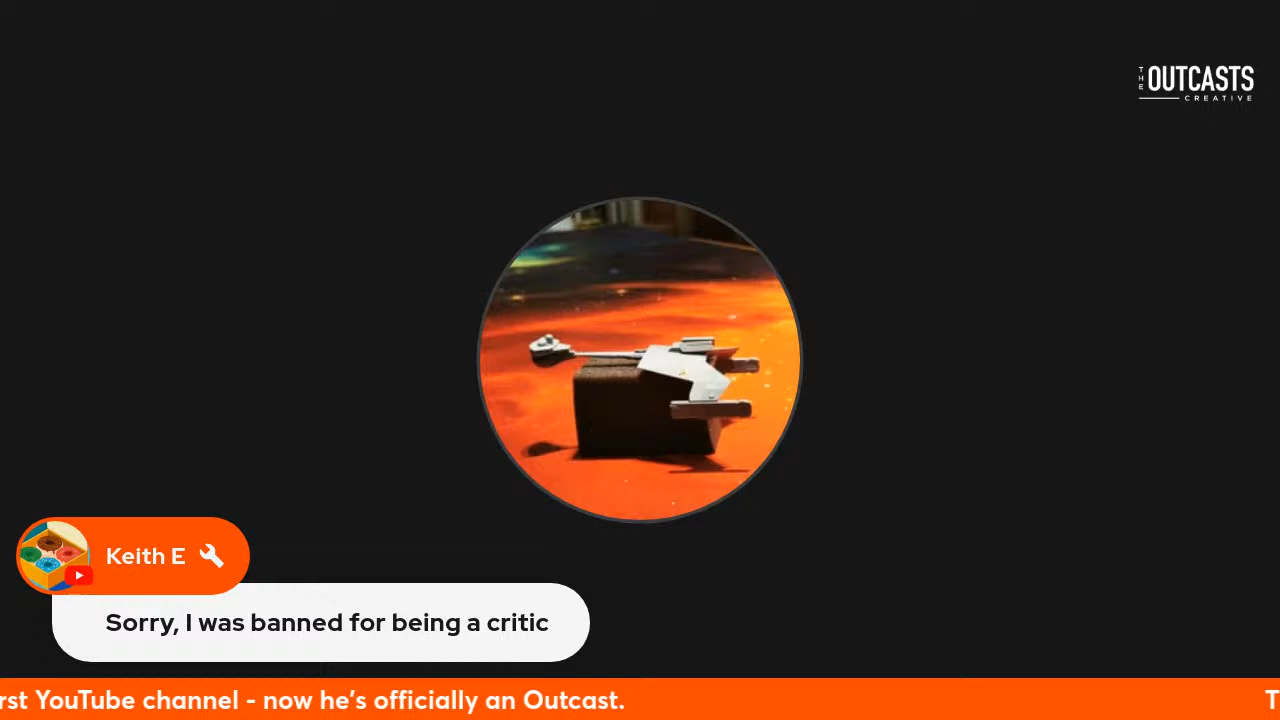 THE OUTCASTS
CREATIVE
Keith E
Sorry, I was banned for being a critic
rst YouTube channel - now he's officially an Outcast.
T